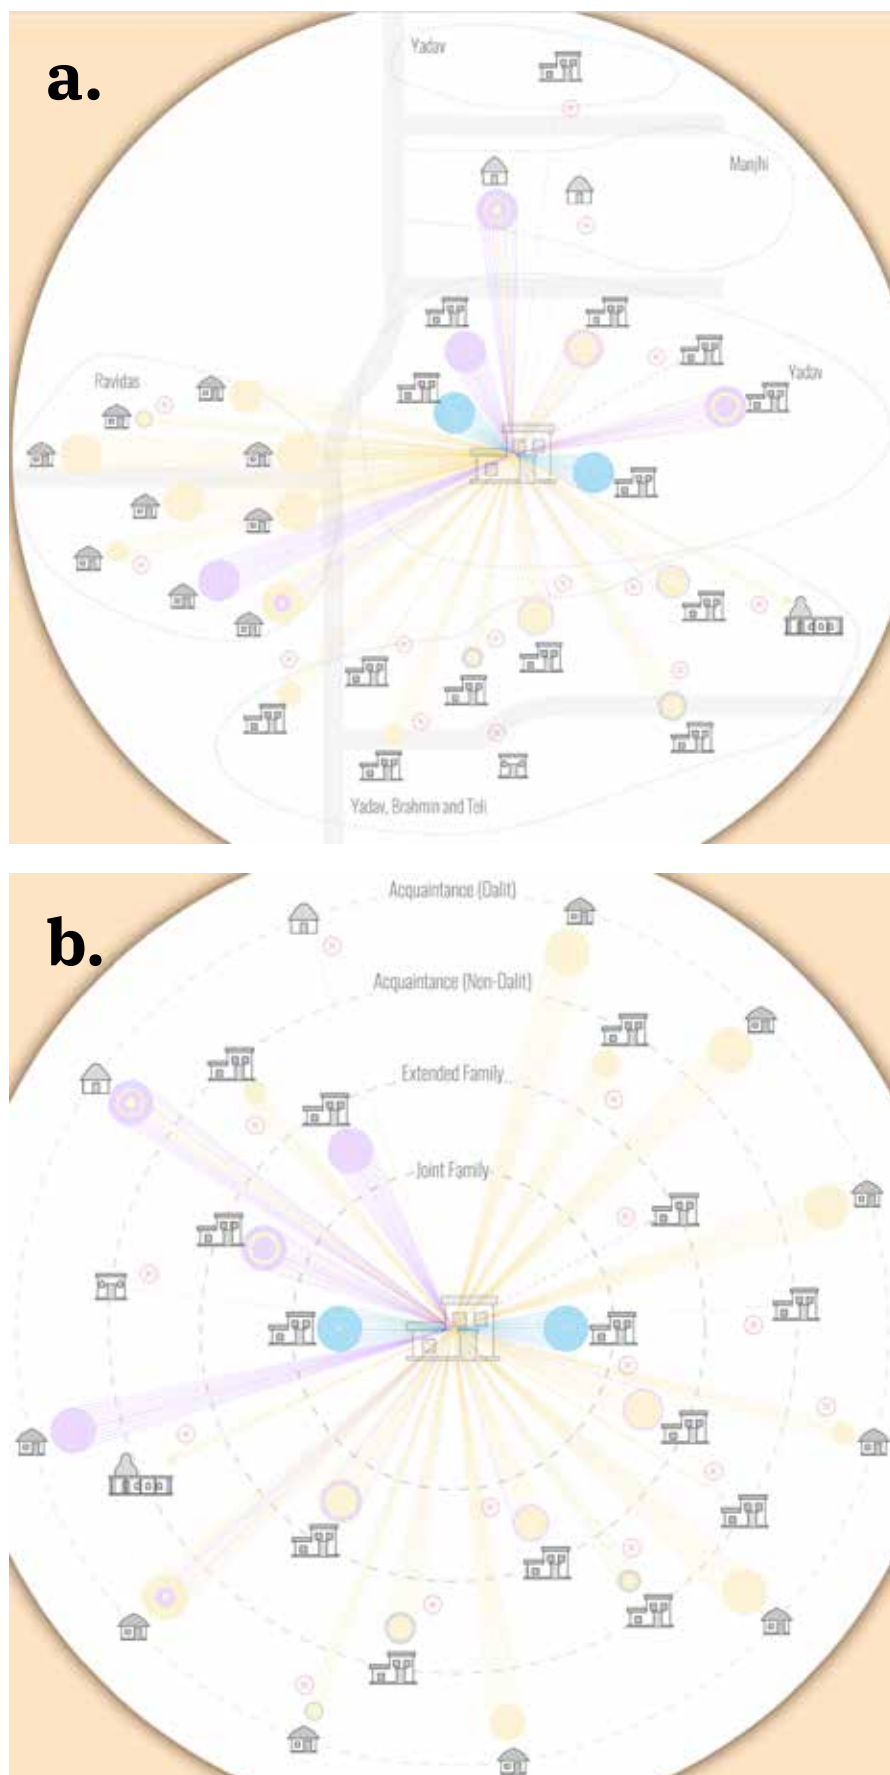 a.
Yadav
Manjhi
Ravidas
Yadav
Yadav, Brahmin and Teli
b.
Acquaintance (Dalit)
Acquaintance (Non-Dalit)
Extended Family
Joint Family